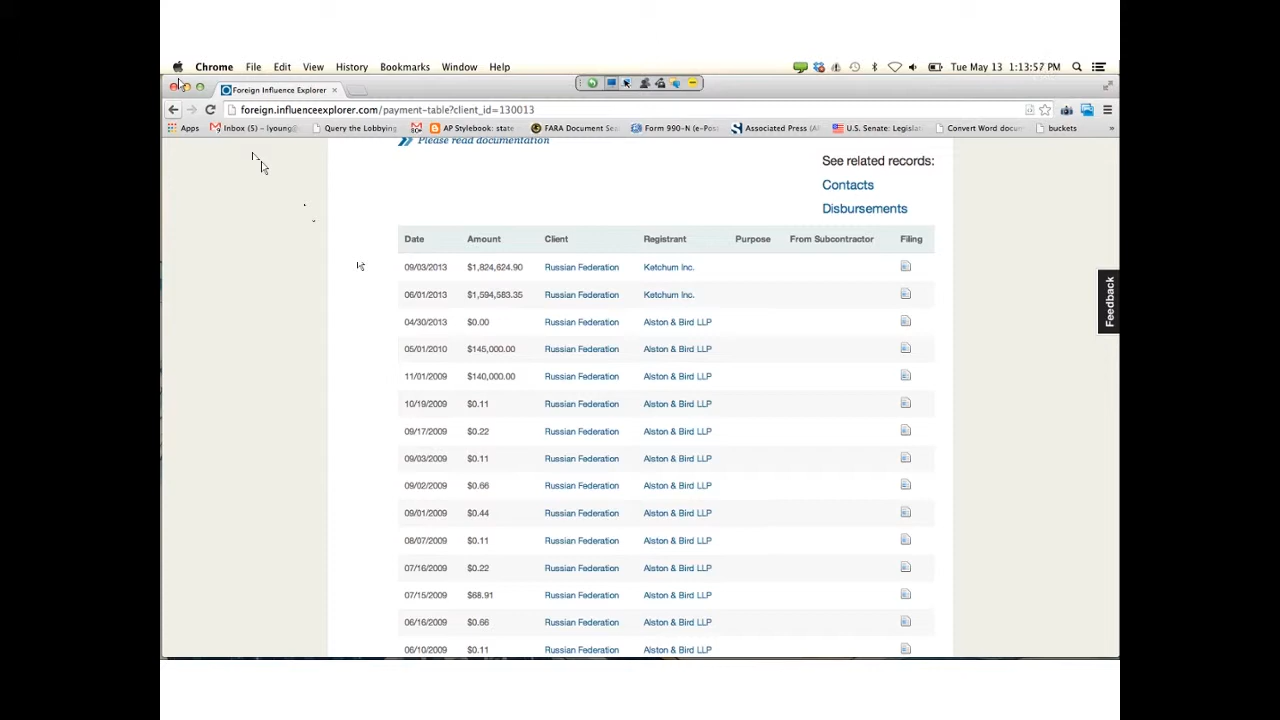 Chrome File Edit View History Bookmarks Window Help Tue May 13 1:13:57 PM
Foreign Influence Explorer
foreign.influenceexplorer.com/payment-table?client_id=130013
Apps Inbox (5) – lyoung@ Query the Lobbying AP Stylebook: state FARA Document Sea Form 990-N (e-Pos Associated Press (A U.S. Senate: Legislat Convert Word docum buckets »
Please read documentation
See related records:
Contacts
Disbursements
Date Amount Client Registrant Purpose From Subcontractor Filing
09/03/2013 $1,824,624.90 Russian Federation Ketchum Inc.
06/01/2013 $1,594,583.35 Russian Federation Ketchum Inc.
04/30/2013 $0.00 Russian Federation Alston & Bird LLP
05/01/2010 $145,000.00 Russian Federation Alston & Bird LLP
11/01/2009 $140,000.00 Russian Federation Alston & Bird LLP
10/19/2009 $0.11 Russian Federation Alston & Bird LLP
09/17/2009 $0.22 Russian Federation Alston & Bird LLP
09/03/2009 $0.11 Russian Federation Alston & Bird LLP
09/02/2009 $0.66 Russian Federation Alston & Bird LLP
09/01/2009 $0.44 Russian Federation Alston & Bird LLP
08/07/2009 $0.11 Russian Federation Alston & Bird LLP
07/16/2009 $0.22 Russian Federation Alston & Bird LLP
07/15/2009 $68.91 Russian Federation Alston & Bird LLP
06/16/2009 $0.66 Russian Federation Alston & Bird LLP
06/10/2009 $0.11 Russian Federation Alston & Bird LLP
Feedback